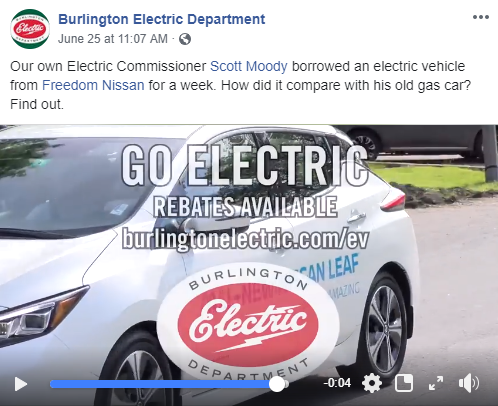 Burlington Electric Department
June 25 at 11:07 AM ·
Our own Electric Commissioner Scott Moody borrowed an electric vehicle
from Freedom Nissan for a week. How did it compare with his old gas car?
Find out.
GO ELECTRIC
REBATES AVAILABLE
burlingtonelectric.com/ev
SAN LEAF
AMAZING
BURLINGTON
Electric
DEPARTMENT
-0:04